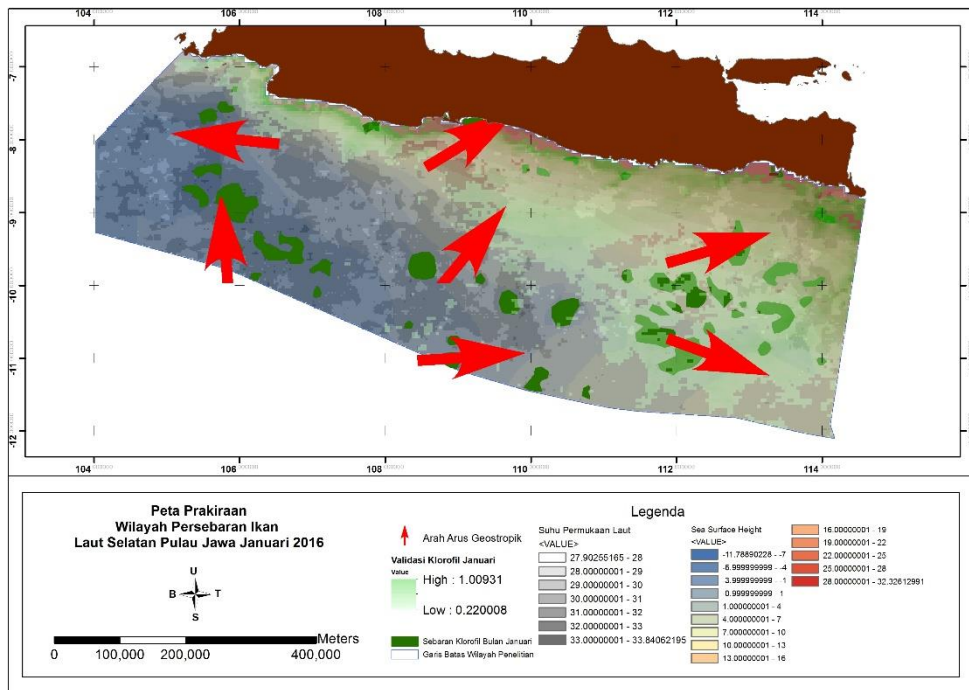 104 106 108 110 112 114
-7
-8
-9
-10
-11
-12
-7
-8
-9
-10
-11
-12
104 106 108 110 112 114
Peta Prakiraan
Wilayah Persebaran Ikan
Laut Selatan Pulau Jawa Januari 2016
U
B T
S
Meters
0 100,000 200,000 400,000
Legenda
Arah Arus Geostropik
Validasi Klorofil Januari
Value
High : 1.00931
Low : 0.220008
Sebaran Klorofil Bulan Januari
Garis Batas Wilayah Penelitian
Suhu Permukaan Laut
<VALUE>
27.90255165 - 28
28.00000001 - 29
29.00000001 - 30
30.00000001 - 31
31.00000001 - 32
32.00000001 - 33
33.00000001 - 33.84062195
Sea Surface Height
<VALUE>
-11.78890228 - -7
-6.999999999 - -4
-3.999999999 - -1
-0.999999999 - 1
1.000000001 - 4
4.000000001 - 7
7.000000001 - 10
10.00000001 - 13
13.00000001 - 16
16.00000001 - 19
19.00000001 - 22
22.00000001 - 25
25.00000001 - 28
28.00000001 - 32.32612991